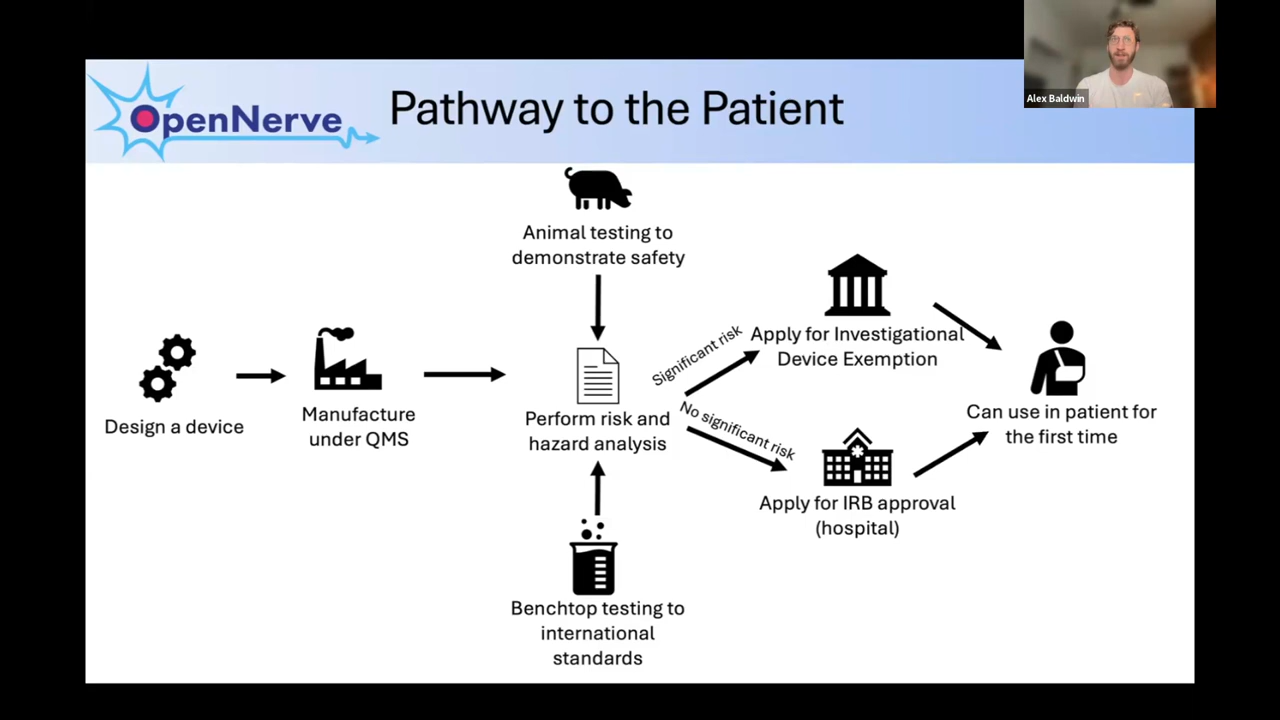 Alex Baldwin
OpenNerve
Pathway to the Patient
Animal testing to
demonstrate safety
Design a device
Manufacture
under QMS
Perform risk and
hazard analysis
Benchtop testing to
international
standards
Significant risk
No significant risk
Apply for Investigational
Device Exemption
Apply for IRB approval
(hospital)
Can use in patient for
the first time